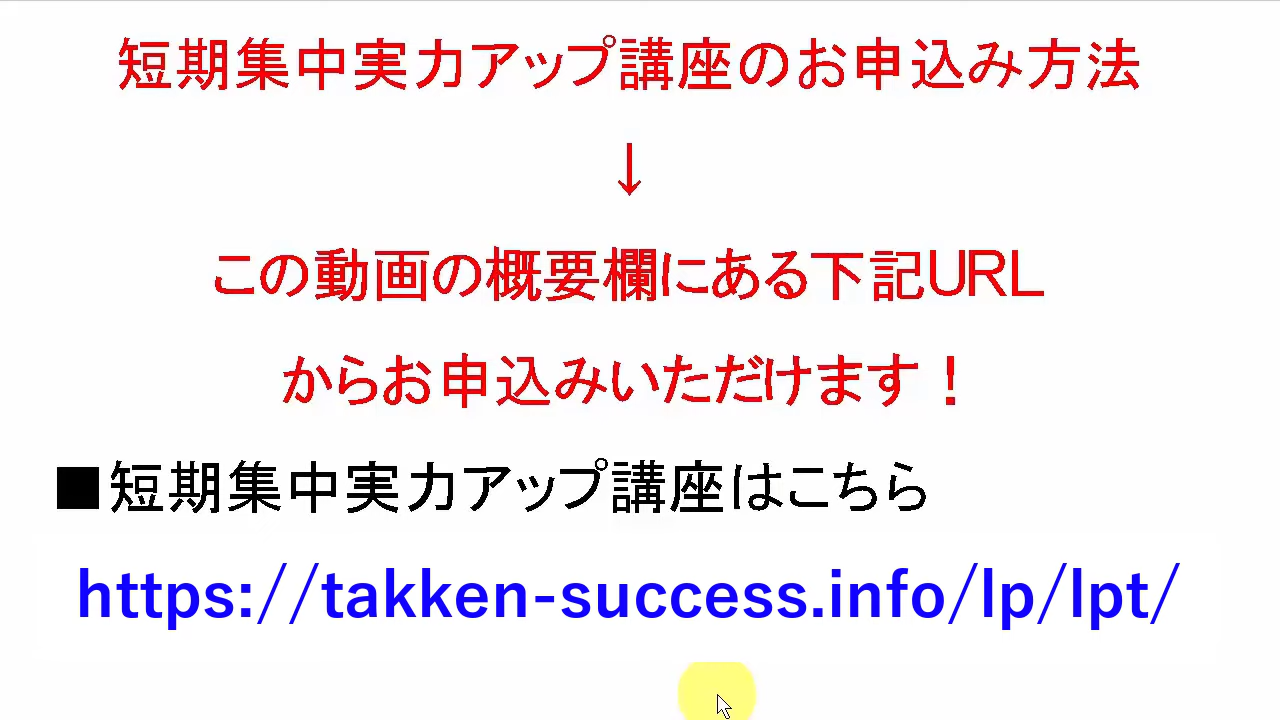 短期集中実力アップ講座のお申込み方法
↓
この動画の概要欄にある下記URL
からお申込みいただけます！
■短期集中実力アップ講座はこちら
https://takken-success.info/lp/lpt/